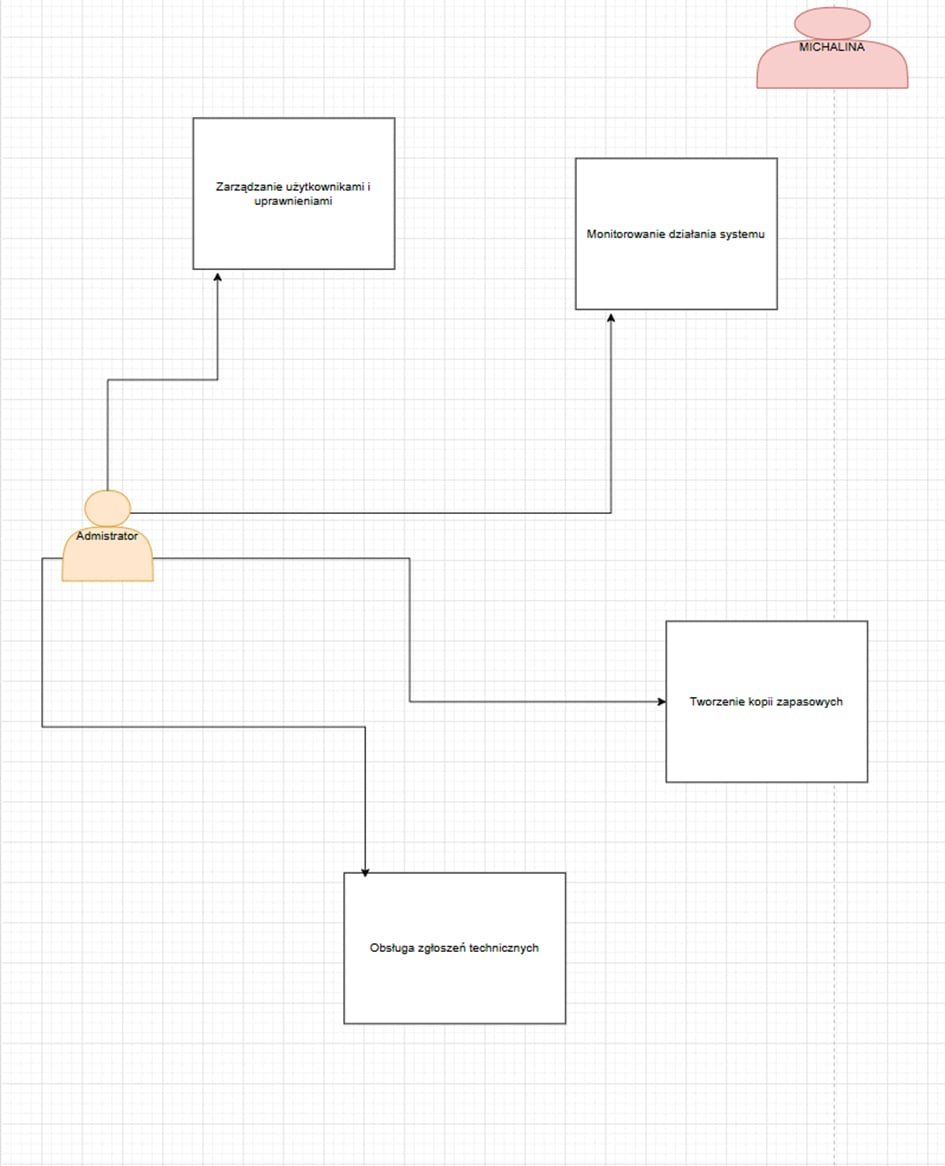 MICHALINA
Zarządzanie użytkownikami i
uprawnieniami
Monitorowanie działania systemu
Admistrator
Tworzenie kopii zapasowych
Obsługa zgłoszeń technicznych